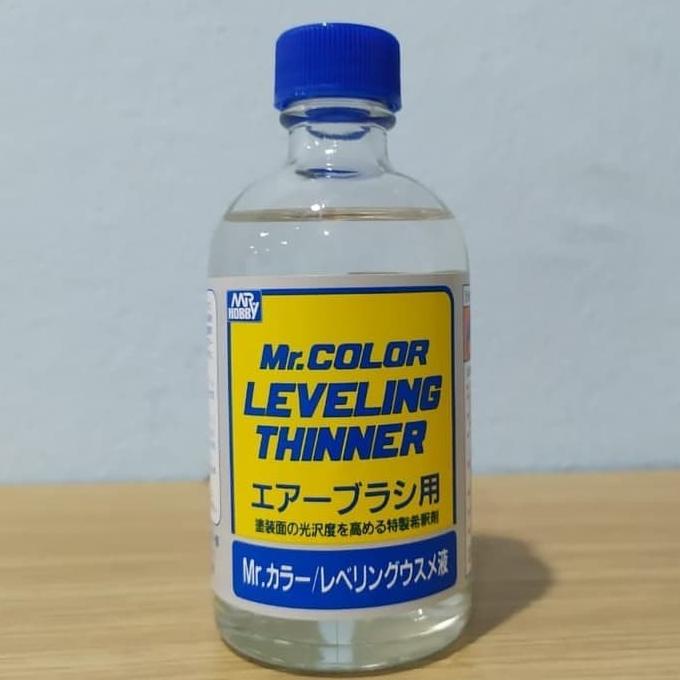 MR.
HOBBY
Mr.COLOR
LEVELING
THINNER
エアーブラシ用
塗装面の光沢度を高める特製希釈剤
Mr.カラー/レベリングウスメ液